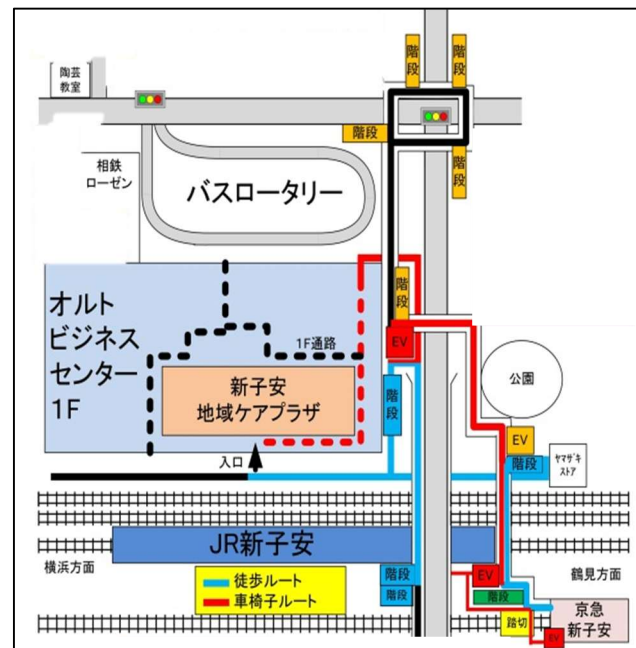 階段
階段
陶芸
教室
階段
相鉄
ローゼン
階段
バスロータリー
階段
オルト
ビジネス
センター
1F
1F通路
EV
新子安
地域ケアプラザ
階段
公園
EV
入口
階段
ヤマザキ
ストア
JR新子安
横浜方面
階段
EV
鶴見方面
徒歩ルート
車椅子ルート
階段
階段
踏切
京急
新子安
EV